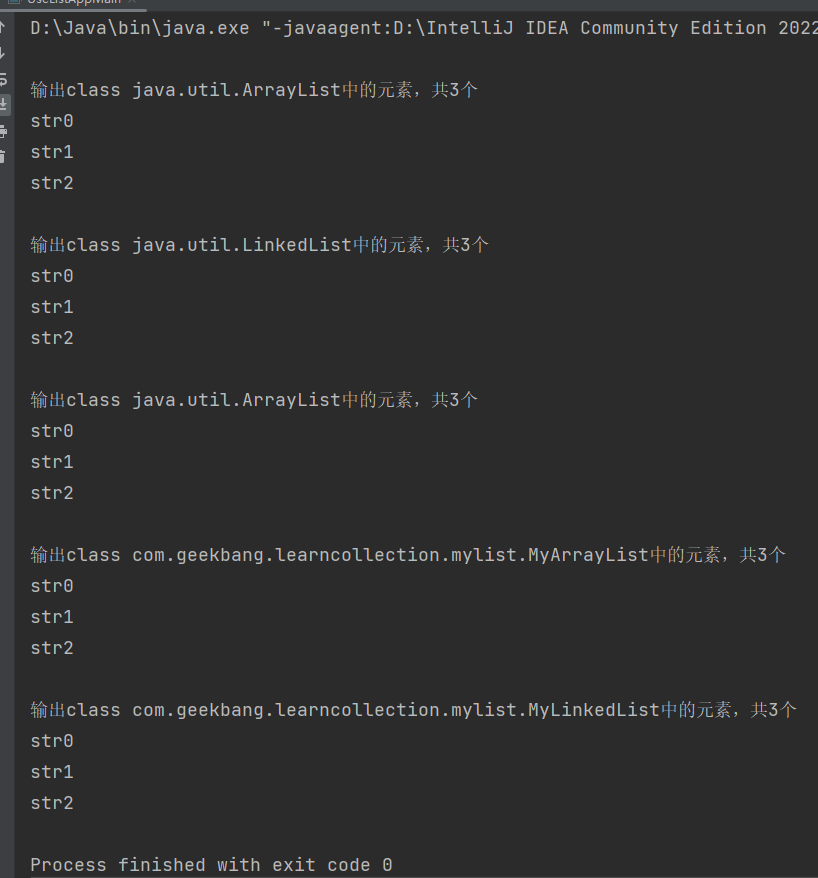 UseListAppMain
D:\Java\bin\java.exe "-javaagent:D:\IntelliJ IDEA Community Edition 2022
输出class java.util.ArrayList中的元素，共3个
str0
str1
str2
输出class java.util.LinkedList中的元素，共3个
str0
str1
str2
输出class java.util.ArrayList中的元素，共3个
str0
str1
str2
输出class com.geekbang.learncollection.mylist.MyArrayList中的元素，共3个
str0
str1
str2
输出class com.geekbang.learncollection.mylist.MyLinkedList中的元素，共3个
str0
str1
str2
Process finished with exit code 0